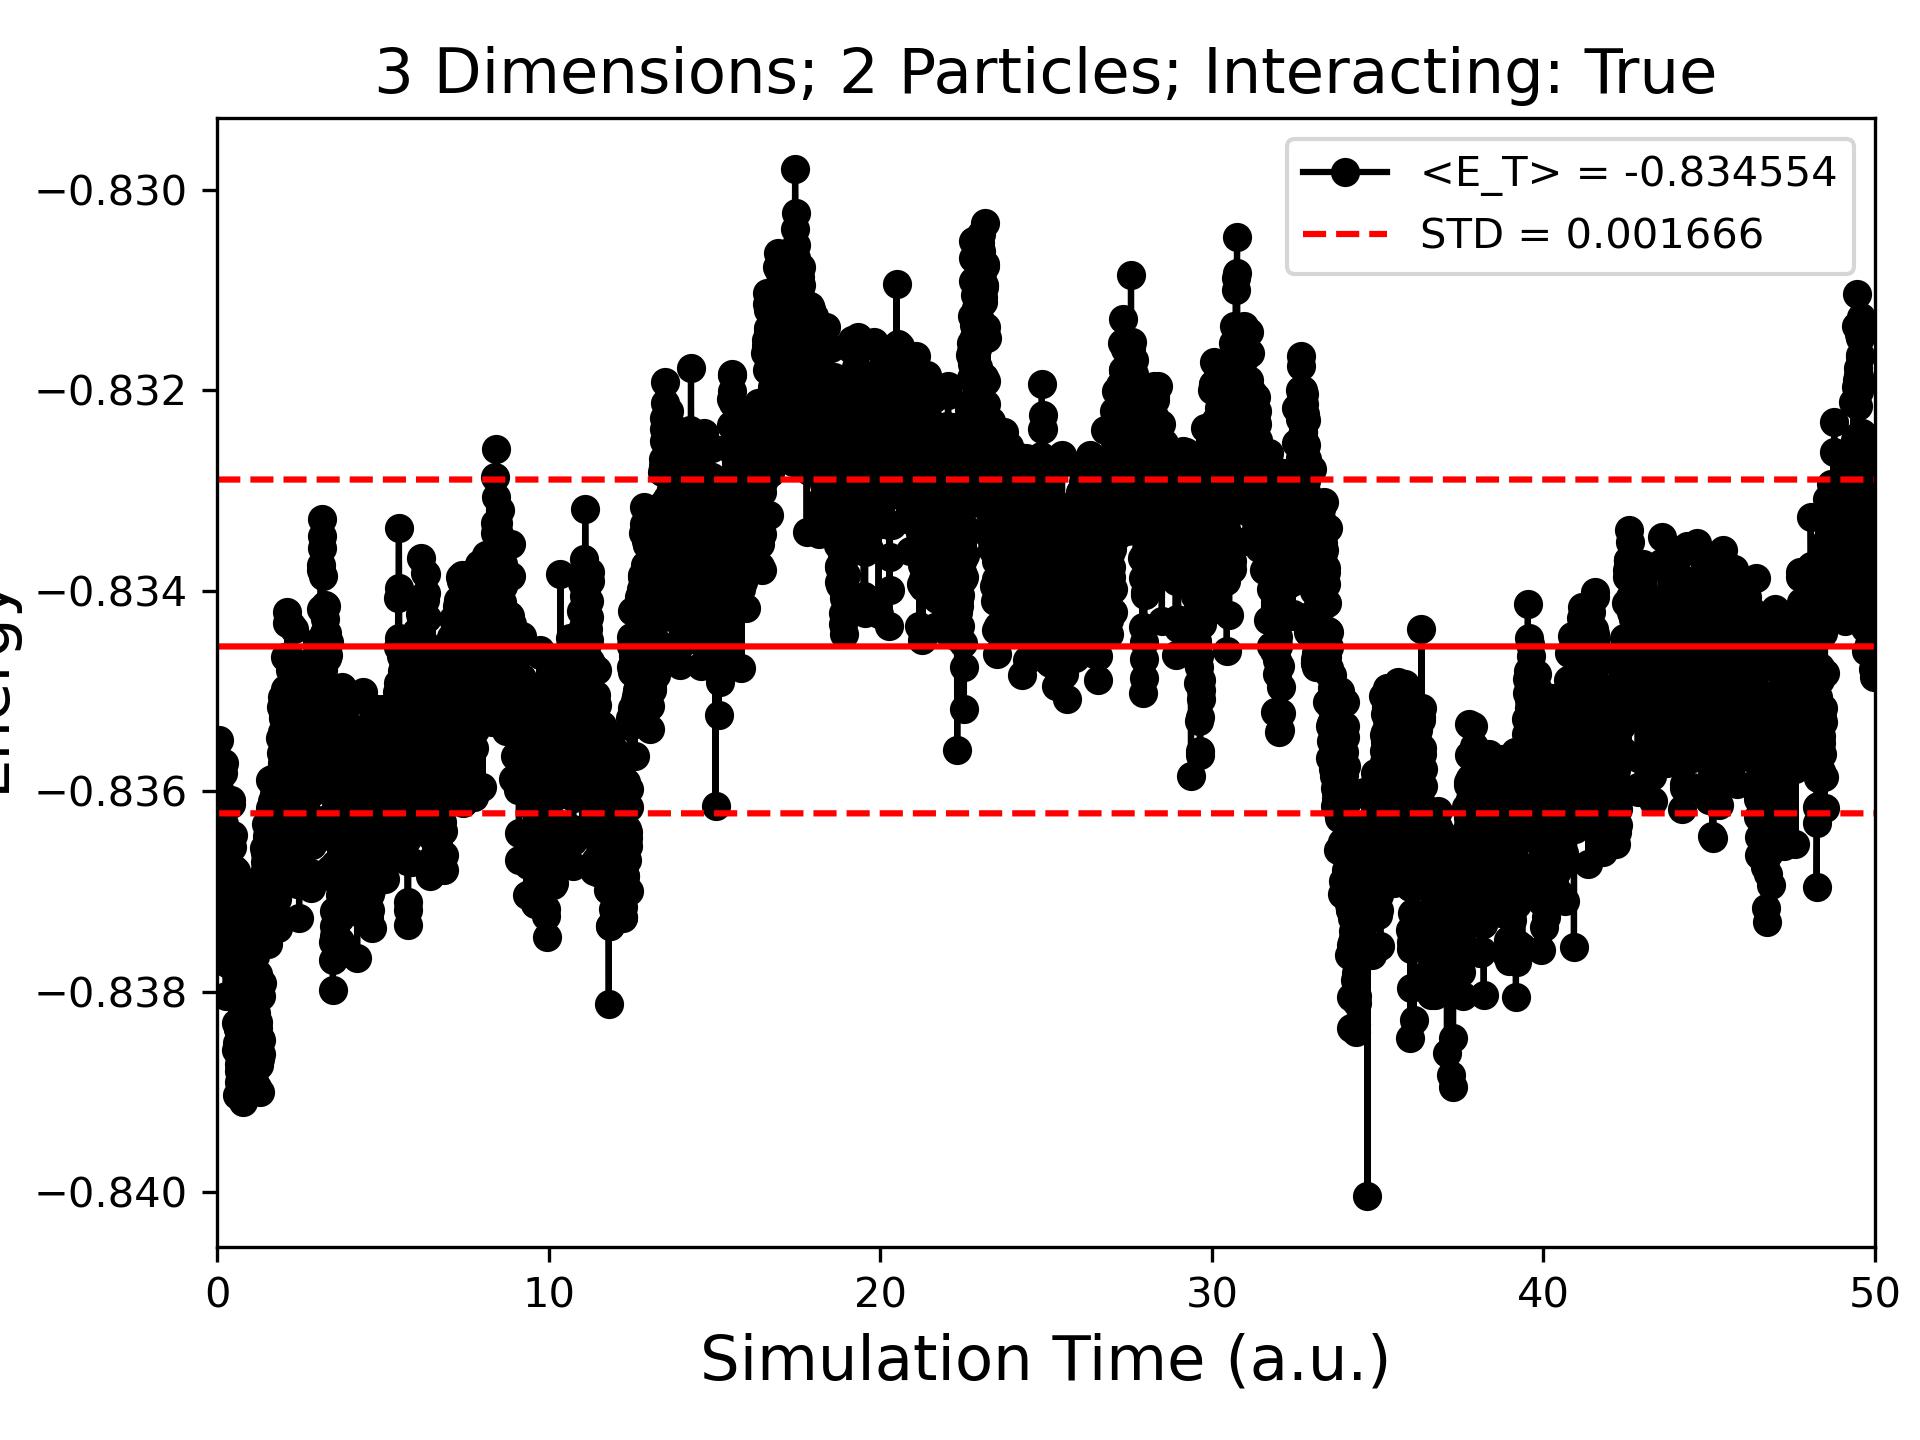 3 Dimensions; 2 Particles; Interacting: True
<E_T> = -0.834554
STD = 0.001666
−0.830
−0.832
−0.834
−0.836
−0.838
−0.840
Energy
0 10 20 30 40 50
Simulation Time (a.u.)